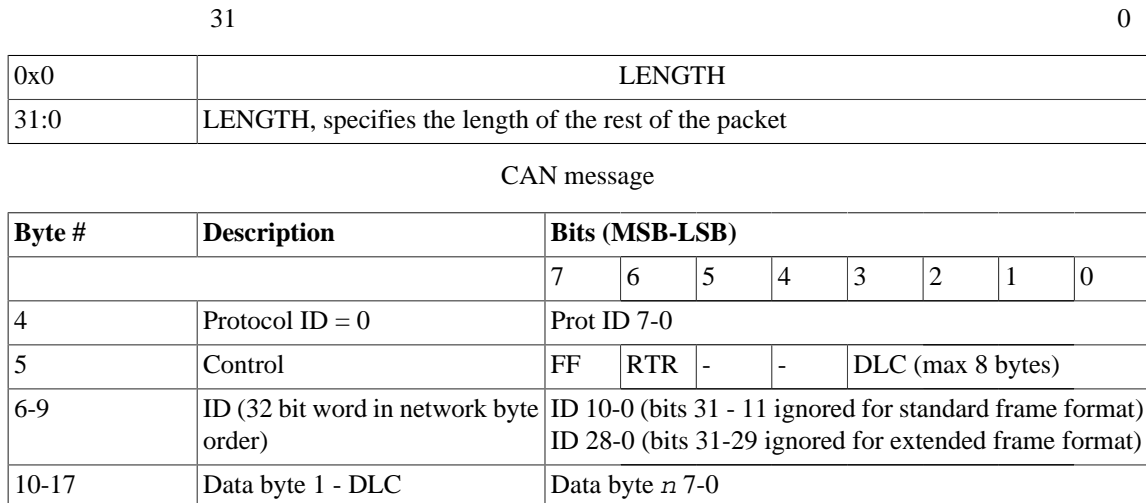 31 0
0x0 LENGTH
31:0 LENGTH, specifies the length of the rest of the packet
CAN message
Byte # Description Bits (MSB-LSB)
7 6 5 4 3 2 1 0
4 Protocol ID = 0 Prot ID 7-0
5 Control FF RTR - - DLC (max 8 bytes)
6-9 ID (32 bit word in network byte ID 10-0 (bits 31 - 11 ignored for standard frame format)
order) ID 28-0 (bits 31-29 ignored for extended frame format)
10-17 Data byte 1 - DLC Data byte n 7-0